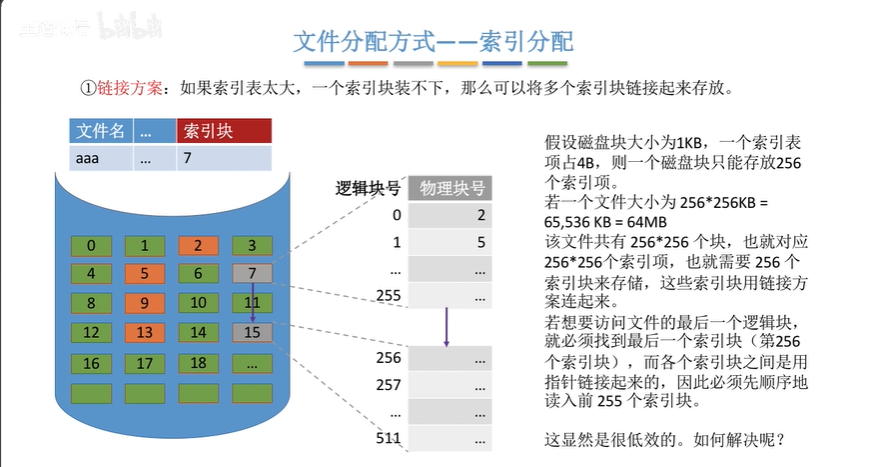 文件分配方式——索引分配
①链接方案：如果索引表太大，一个索引块装不下，那么可以将多个索引块链接起来存放。
文件名 ... 索引块
aaa ... 7
逻辑块号 物理块号
0 2
1 5
... ...
255 ...
256 ...
257 ...
... ...
511 ...
0 1 2 3
4 5 6 7
8 9 10 11
12 13 14 15
16 17 18 ...
假设磁盘块大小为1KB，一个索引表
项占4B，则一个磁盘块只能存放256
个索引项。
若一个文件大小为 256*256KB =
65,536 KB = 64MB
该文件共有 256*256 个块，也就对应
256*256个索引项，也就需要 256 个
索引块来存储，这些索引块用链接方
案连起来。
若想要访问文件的最后一个逻辑块，
就必须找到最后一个索引块（第256
个索引块），而各个索引块之间是用
指针链接起来的，因此必须先顺序地
读入前 255 个索引块。
这显然是很低效的。如何解决呢？